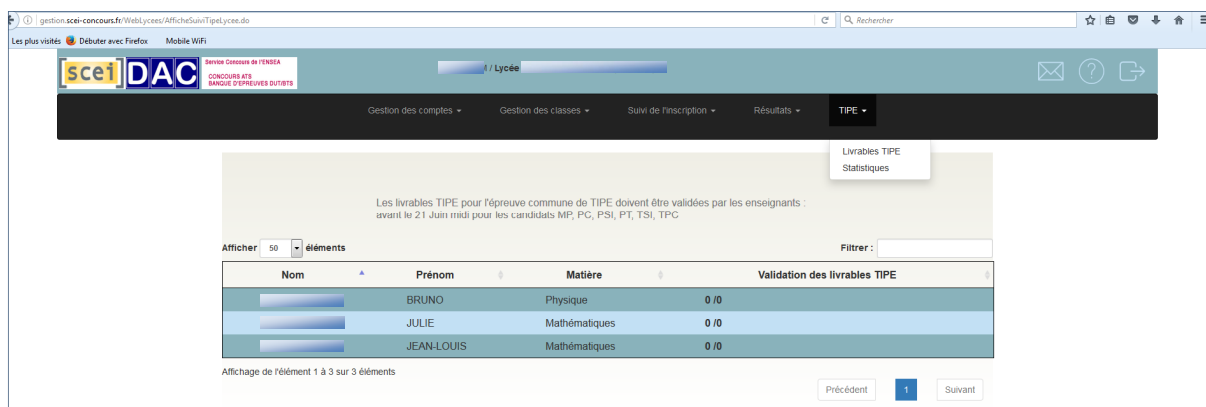 gestion.scei-concours.fr/WebLycees/AfficheSuiviTipeLycee.do
Rechercher
Les plus visités Débuter avec Firefox Mobile WiFi
scei DAC
Service Concours de l'ENSEA
CONCOURS ATS
BANQUE D'EPREUVES DUT/BTS
/ Lycée
Gestion des comptes Gestion des classes Suivi de l'inscription Résultats TIPE
Livrables TIPE
Statistiques
Les livrables TIPE pour l'épreuve commune de TIPE doivent être validées par les enseignants :
avant le 21 Juin midi pour les candidats MP, PC, PSI, PT, TSI, TPC
Afficher 50 éléments Filtrer :
Nom Prénom Matière Validation des livrables TIPE
BRUNO Physique 0 /0
JULIE Mathématiques 0 /0
JEAN-LOUIS Mathématiques 0 /0
Affichage de l'élément 1 à 3 sur 3 éléments
Précédent 1 Suivant